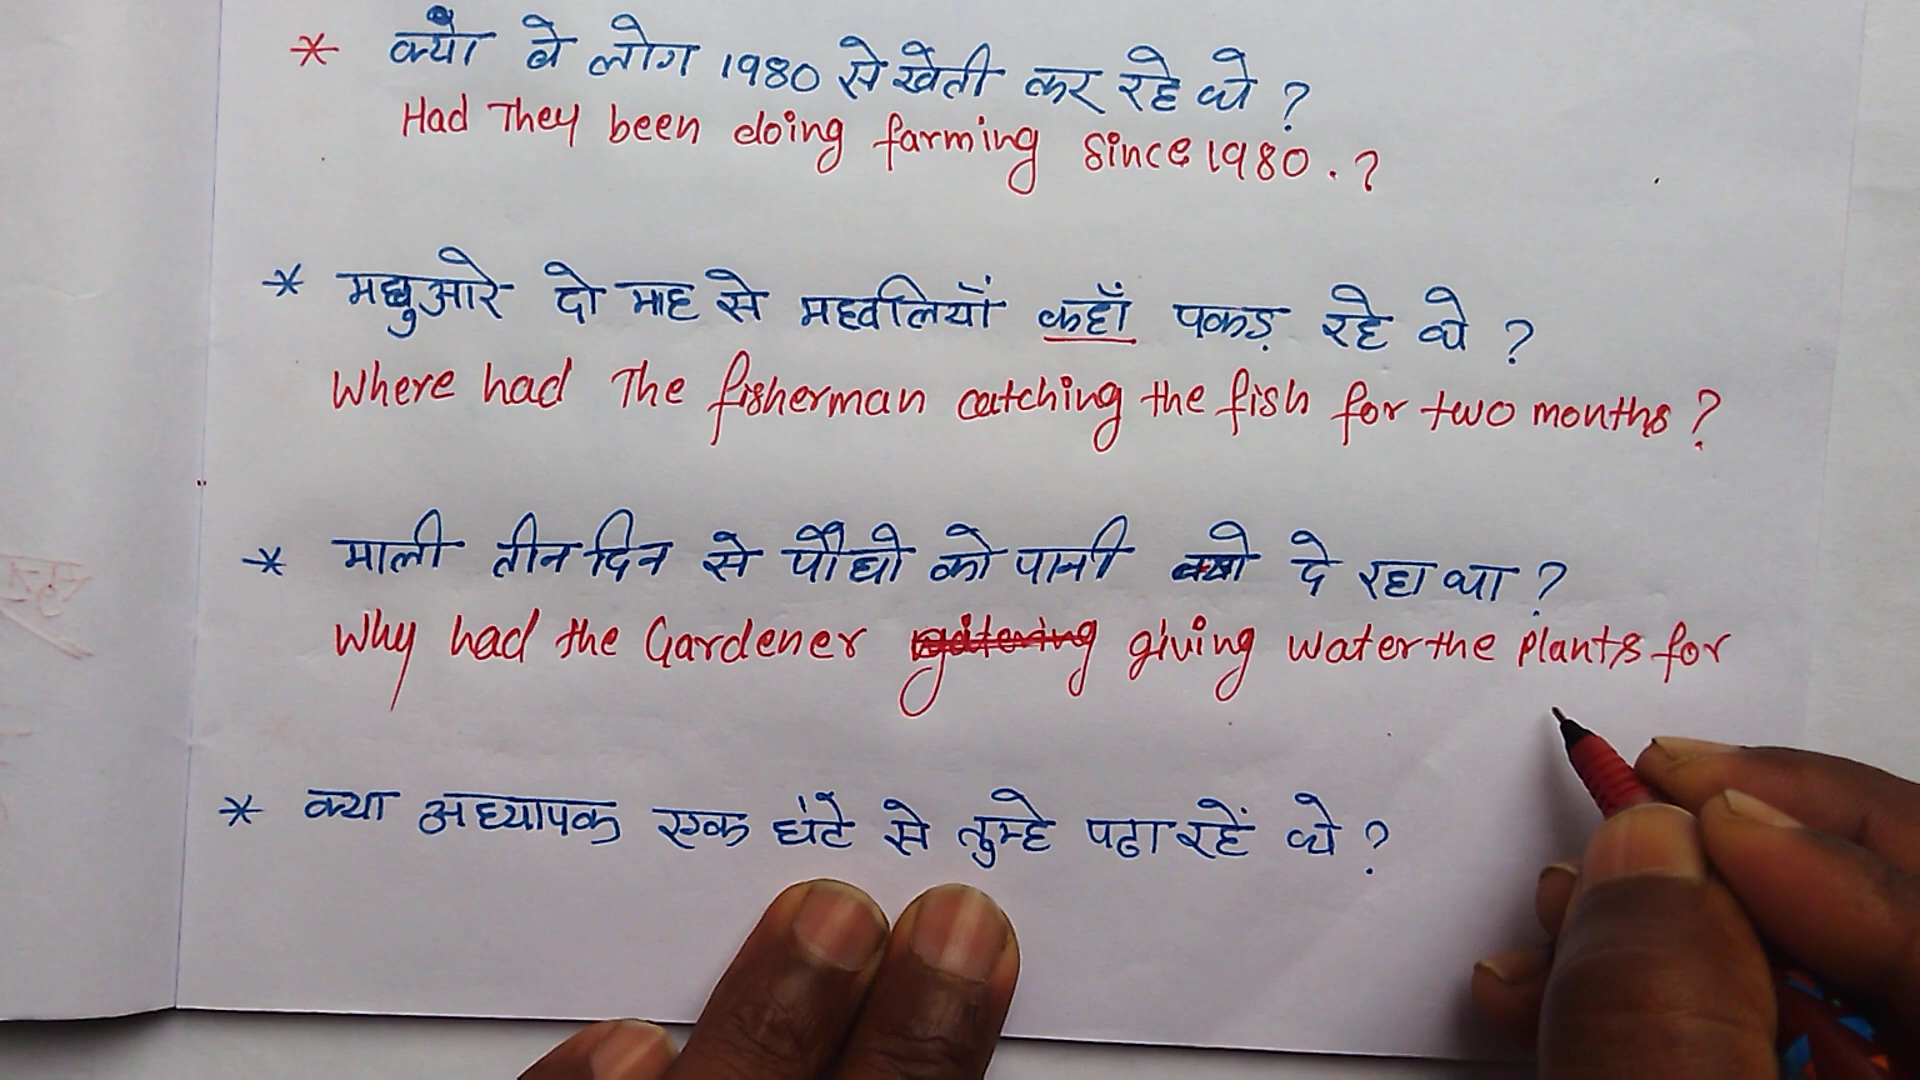 * क्यों वे लोग 1980 से खेती कर रहे थे ?
Had They been doing farming since 1980 . ?
* मछुआरे दो माह से मछलियाँ कहाँ पकड़ रहे थे ?
Where had The fisherman catching the fish for two months ?
* माली तीन दिन से पौधो को पानी क्यो दे रहा था ?
Why had the Gardener giving water the plants for
* क्या अध्यापक एक घंटे से तुम्हे पढा रहें थे ?